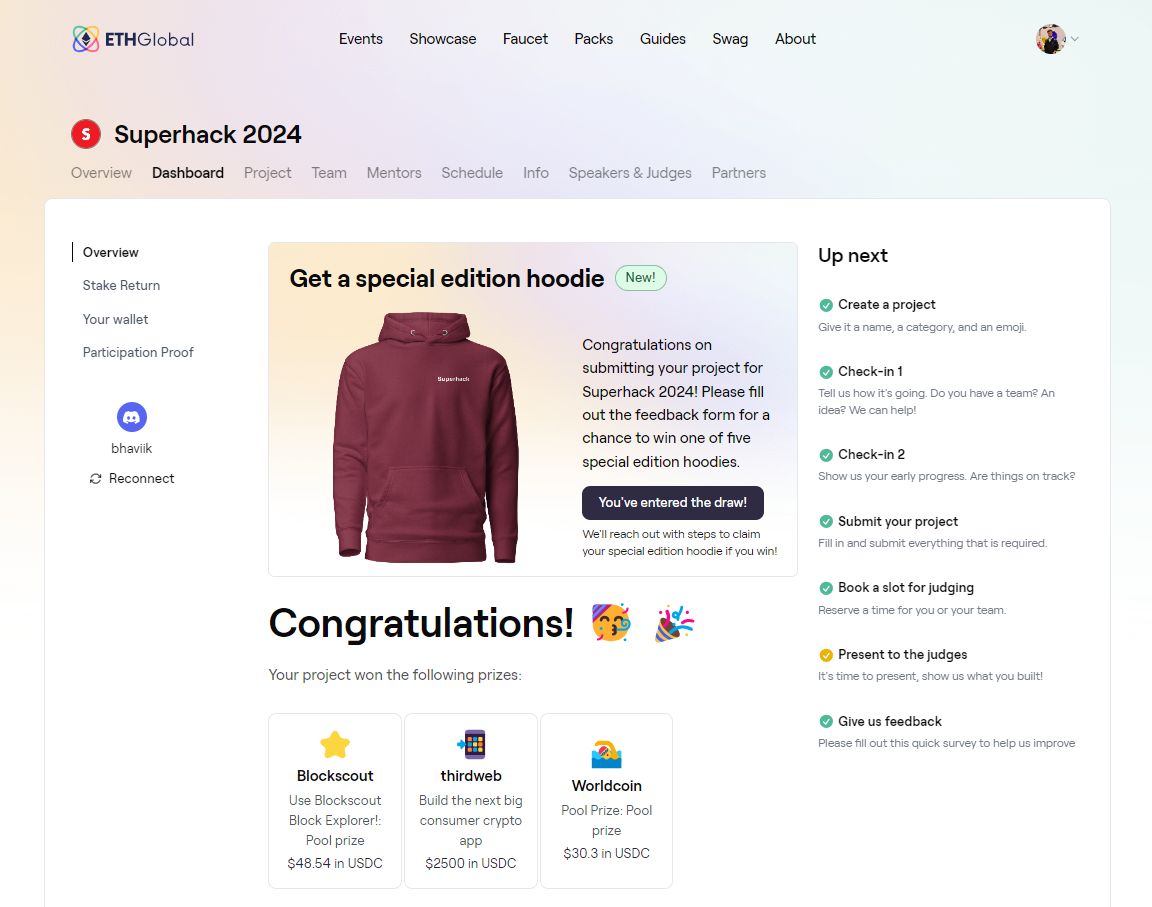 ETHGlobal
Events Showcase Faucet Packs Guides Swag About
S
Superhack 2024
Overview Dashboard Project Team Mentors Schedule Info Speakers & Judges Partners
Overview
Stake Return
Your wallet
Participation Proof
bhaviik
Reconnect
Get a special edition hoodie New!
Superhack
Congratulations on
submitting your project for
Superhack 2024! Please fill
out the feedback form for a
chance to win one of five
special edition hoodies.
You've entered the draw!
We'll reach out with steps to claim
your special edition hoodie if you win!
Congratulations!
Your project won the following prizes:
Blockscout
Use Blockscout
Block Explorer!:
Pool prize
$48.54 in USDC
thirdweb
Build the next big
consumer crypto
app
$2500 in USDC
Worldcoin
Pool Prize: Pool
prize
$30.3 in USDC
Up next
Create a project
Give it a name, a category, and an emoji.
Check-in 1
Tell us how it's going. Do you have a team? An
idea? We can help!
Check-in 2
Show us your early progress. Are things on track?
Submit your project
Fill in and submit everything that is required.
Book a slot for judging
Reserve a time for you or your team.
Present to the judges
It's time to present, show us what you built!
Give us feedback
Please fill out this quick survey to help us improve